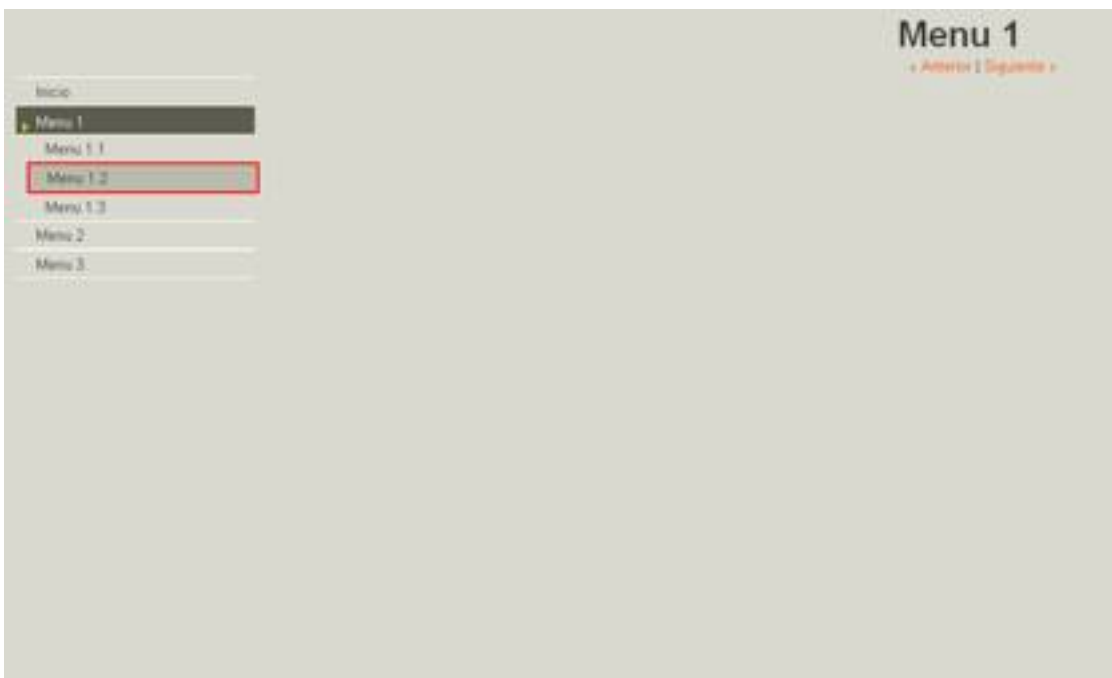 Menu 1
« Anterior | Siguiente »
Inicio
Menu 1
Menu 1.1
Menu 1.2
Menu 1.3
Menu 2
Menu 3